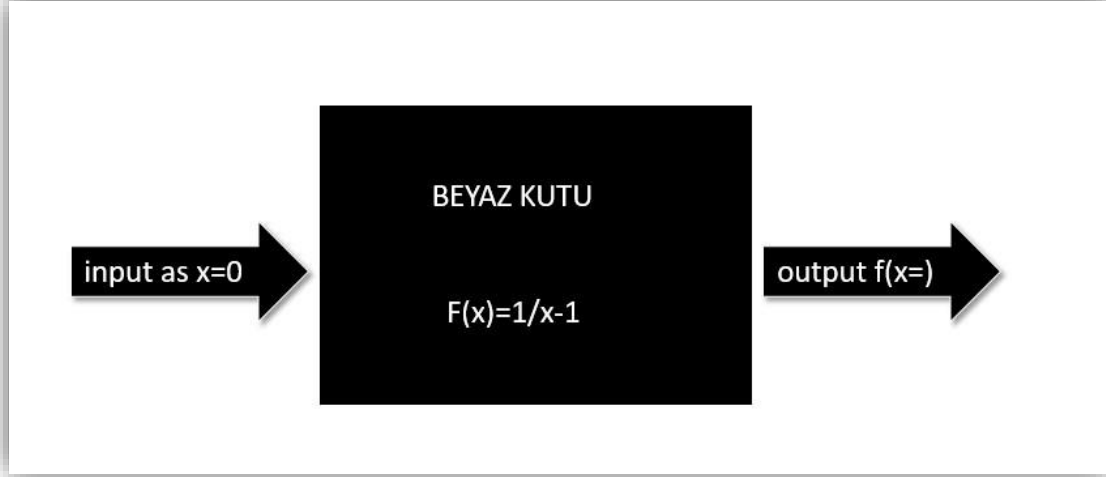 BEYAZ KUTU
input as x=0
output f(x=)
F(x)=1/x-1